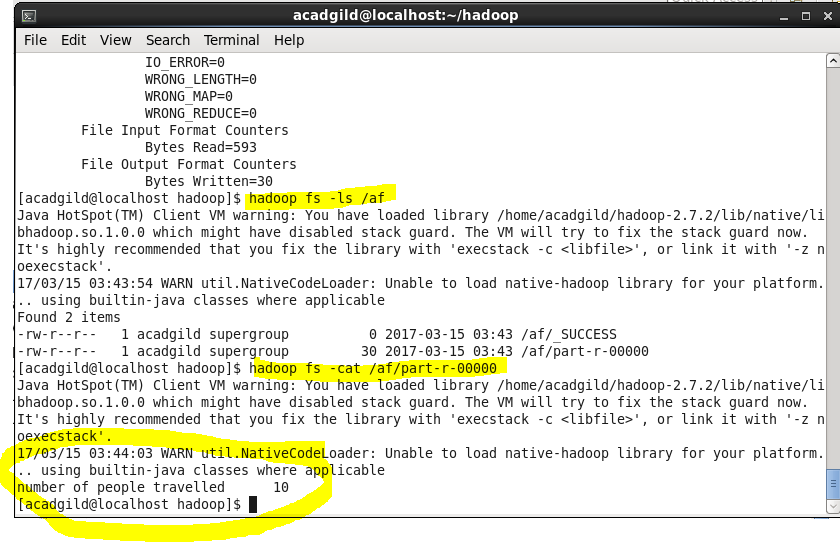 acadgild@localhost:~/hadoop
File Edit View Search Terminal Help
IO_ERROR=0
WRONG_LENGTH=0
WRONG_MAP=0
WRONG_REDUCE=0
File Input Format Counters
Bytes Read=593
File Output Format Counters
Bytes Written=30
[acadgild@localhost hadoop]$ hadoop fs -ls /af
Java HotSpot(TM) Client VM warning: You have loaded library /home/acadgild/hadoop-2.7.2/lib/native/li
bhadoop.so.1.0.0 which might have disabled stack guard. The VM will try to fix the stack guard now.
It's highly recommended that you fix the library with 'execstack -c <libfile>', or link it with '-z n
oexecstack'.
17/03/15 03:43:54 WARN util.NativeCodeLoader: Unable to load native-hadoop library for your platform.
.. using builtin-java classes where applicable
Found 2 items
-rw-r--r--   1 acadgild supergroup          0 2017-03-15 03:43 /af/_SUCCESS
-rw-r--r--   1 acadgild supergroup         30 2017-03-15 03:43 /af/part-r-00000
[acadgild@localhost hadoop]$ hadoop fs -cat /af/part-r-00000
Java HotSpot(TM) Client VM warning: You have loaded library /home/acadgild/hadoop-2.7.2/lib/native/li
bhadoop.so.1.0.0 which might have disabled stack guard. The VM will try to fix the stack guard now.
It's highly recommended that you fix the library with 'execstack -c <libfile>', or link it with '-z n
oexecstack'.
17/03/15 03:44:03 WARN util.NativeCodeLoader: Unable to load native-hadoop library for your platform.
.. using builtin-java classes where applicable
number of people travelled      10
[acadgild@localhost hadoop]$